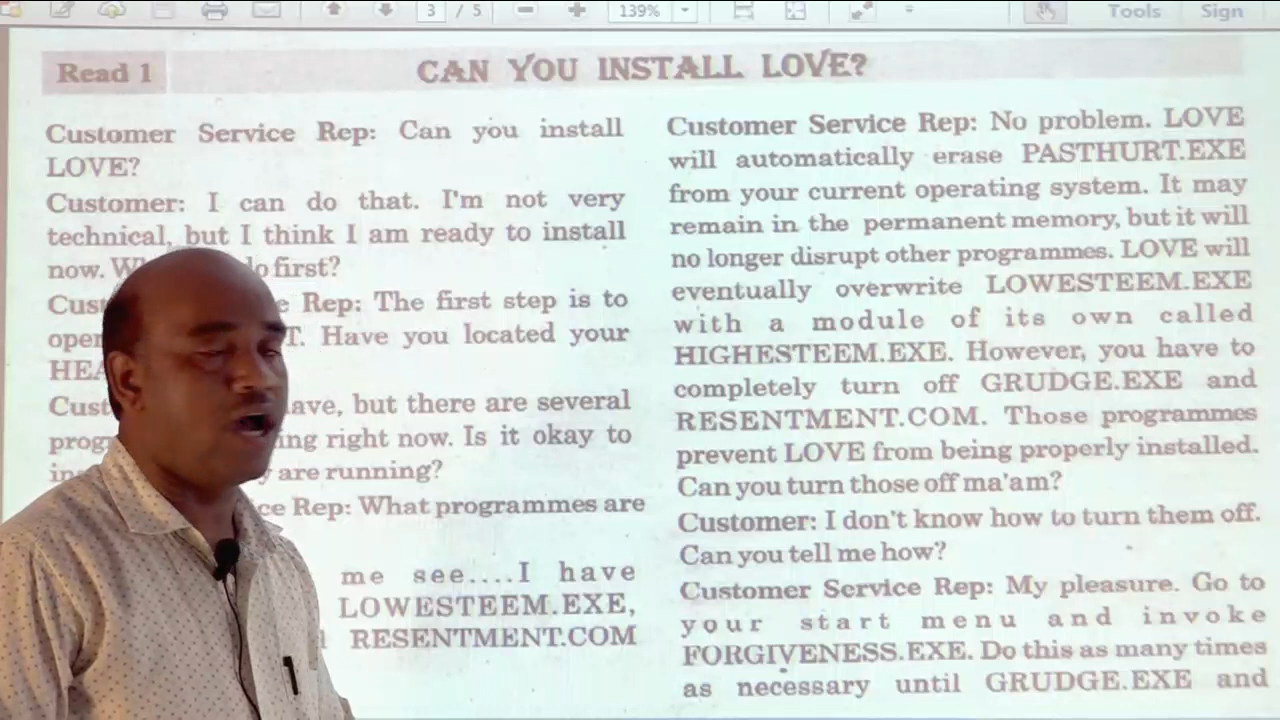 3 / 5
139%
Tools
Sign
Read 1
CAN YOU INSTALL LOVE?
Customer Service Rep: Can you install
LOVE?
Customer: I can do that. I'm not very
technical, but I think I am ready to install
now. first?
Rep: The first step is to
Have you located your
but there are several
right now. Is it okay to
are running?
Rep: What programmes are
me see....I have
LOWESTEEM.EXE,
RESENTMENT.COM
Customer Service Rep: No problem. LOVE
will automatically erase PASTHURT.EXE
from your current operating system. It may
remain in the permanent memory, but it will
no longer disrupt other programmes. LOVE will
eventually overwrite LOWESTEEM.EXE
with a module of its own called
HIGHESTEEM.EXE. However, you have to
completely turn off GRUDGE.EXE and
RESENTMENT.COM. Those programmes
prevent LOVE from being properly installed.
Can you turn those off ma'am?
Customer: I don't know how to turn them off.
Can you tell me how?
Customer Service Rep: My pleasure. Go to
your start menu and invoke
FORGIVENESS.EXE. Do this as many times
as necessary until GRUDGE.EXE and